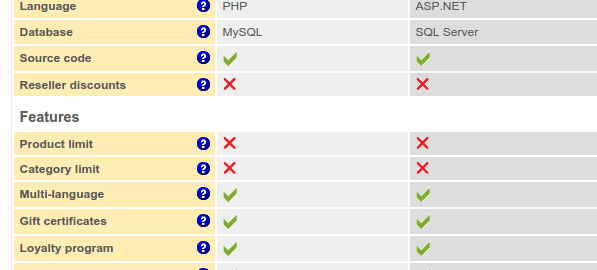 Language ? PHP ASP.NET
Database ? MySQL SQL Server
Source code ?
Reseller discounts ?
Features
Product limit ?
Category limit ?
Multi-language ?
Gift certificates ?
Loyalty program ?